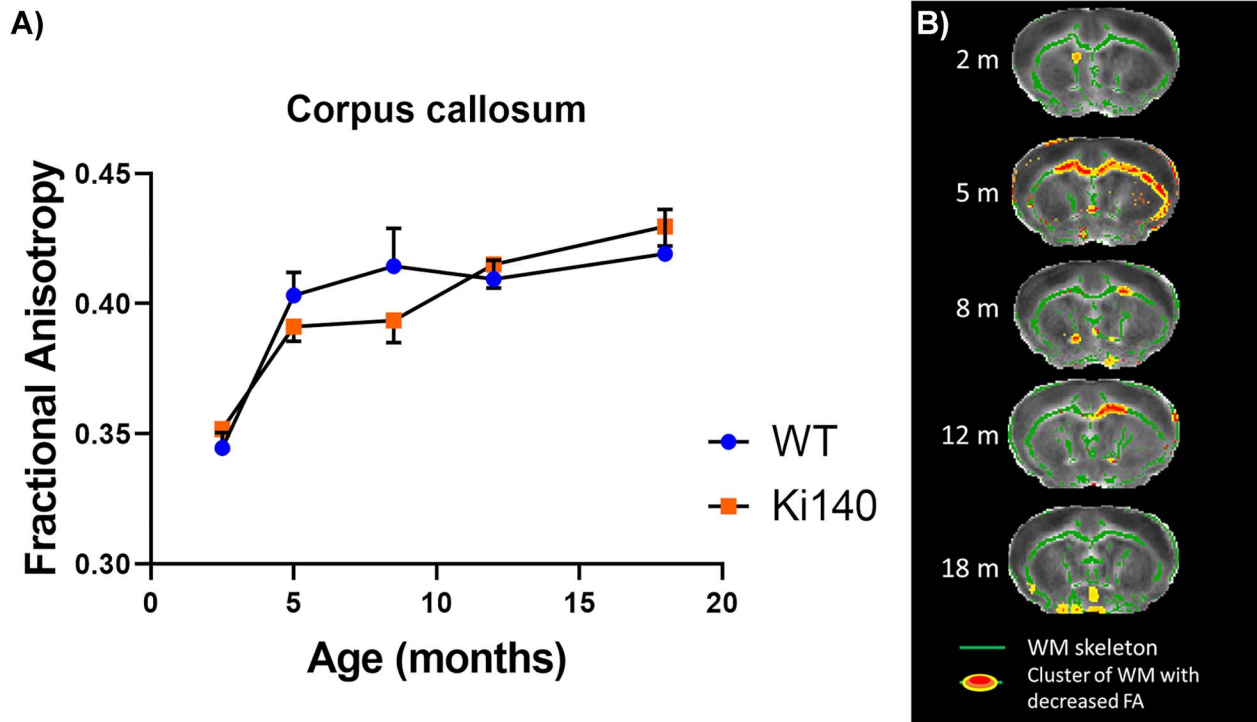 A)
Corpus callosum
Fractional Anisotropy
0.45
0.40
0.35
0.30
0
5
10
15
20
Age (months)
WT
Ki140
B)
2 m
5 m
8 m
12 m
18 m
WM skeleton
Cluster of WM with
decreased FA